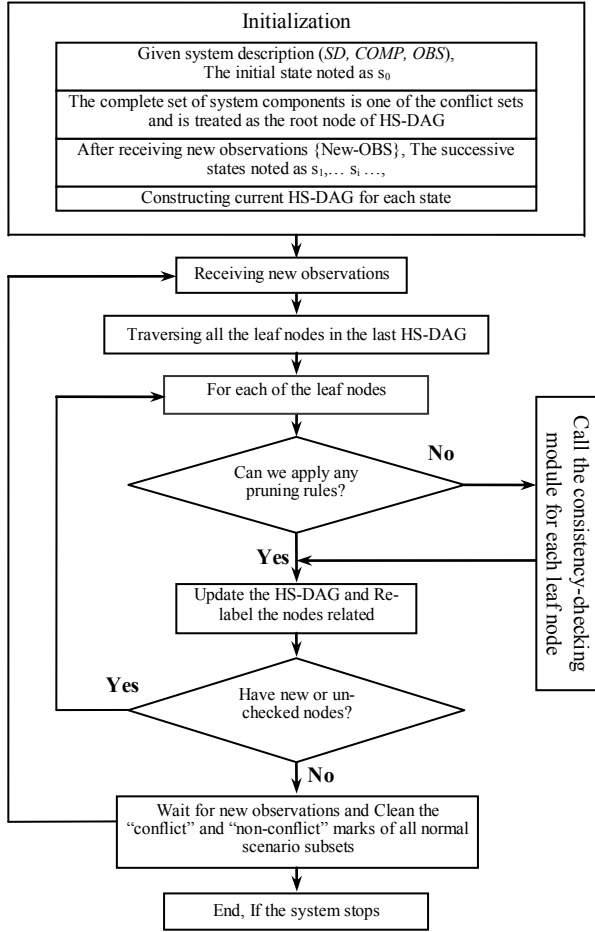 Initialization
Given system description (SD, COMP, OBS),
The initial state noted as s0
The complete set of system components is one of the conflict sets
and is treated as the root node of HS-DAG
After receiving new observations {New-OBS}, The successive
states noted as s1,… si …,
Constructing current HS-DAG for each state
Receiving new observations
Traversing all the leaf nodes in the last HS-DAG
For each of the leaf nodes
Can we apply any
pruning rules?
No
Call the consistency-checking
module for each leaf node
Yes
Update the HS-DAG and Re-
label the nodes related
Yes
Have new or un-
checked nodes?
No
Wait for new observations and Clean the
“conflict” and “non-conflict” marks of all normal
scenario subsets
End, If the system stops